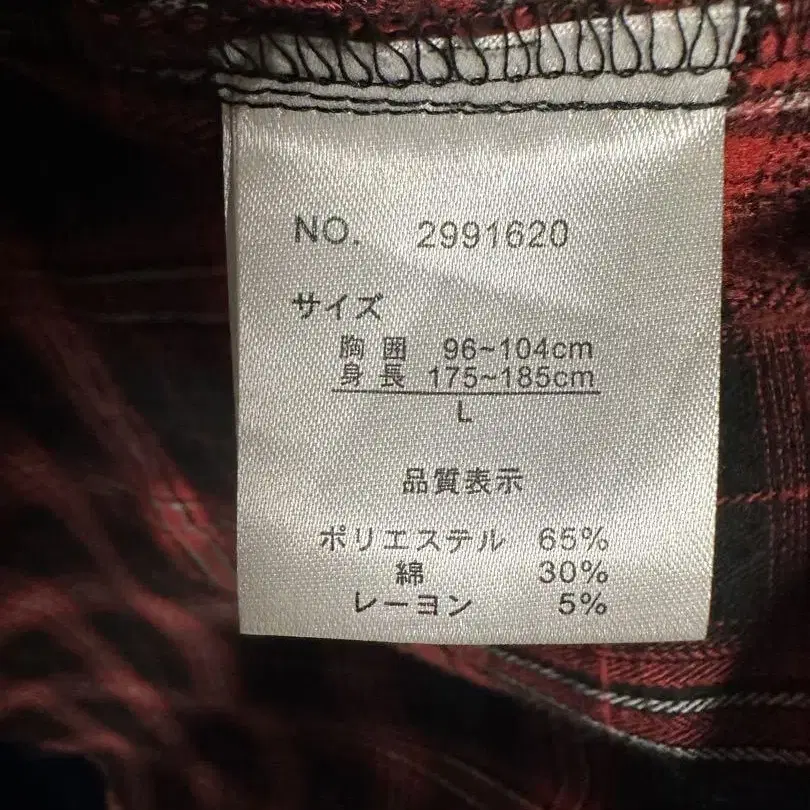 NO. 2991620
サイズ
胸 囲 96~104cm
身 長 175~185cm
L
品質表示
ポリエステル 65%
綿 30%
レーヨン 5%